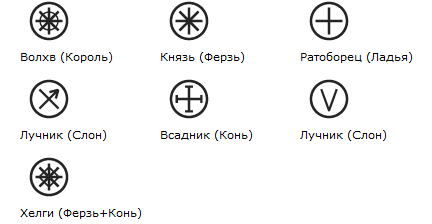 Волхв (Король)
Князь (Ферзь)
Ратоборец (Ладья)
Лучник (Слон)
Всадник (Конь)
Лучник (Слон)
Хелги (Ферзь+Конь)